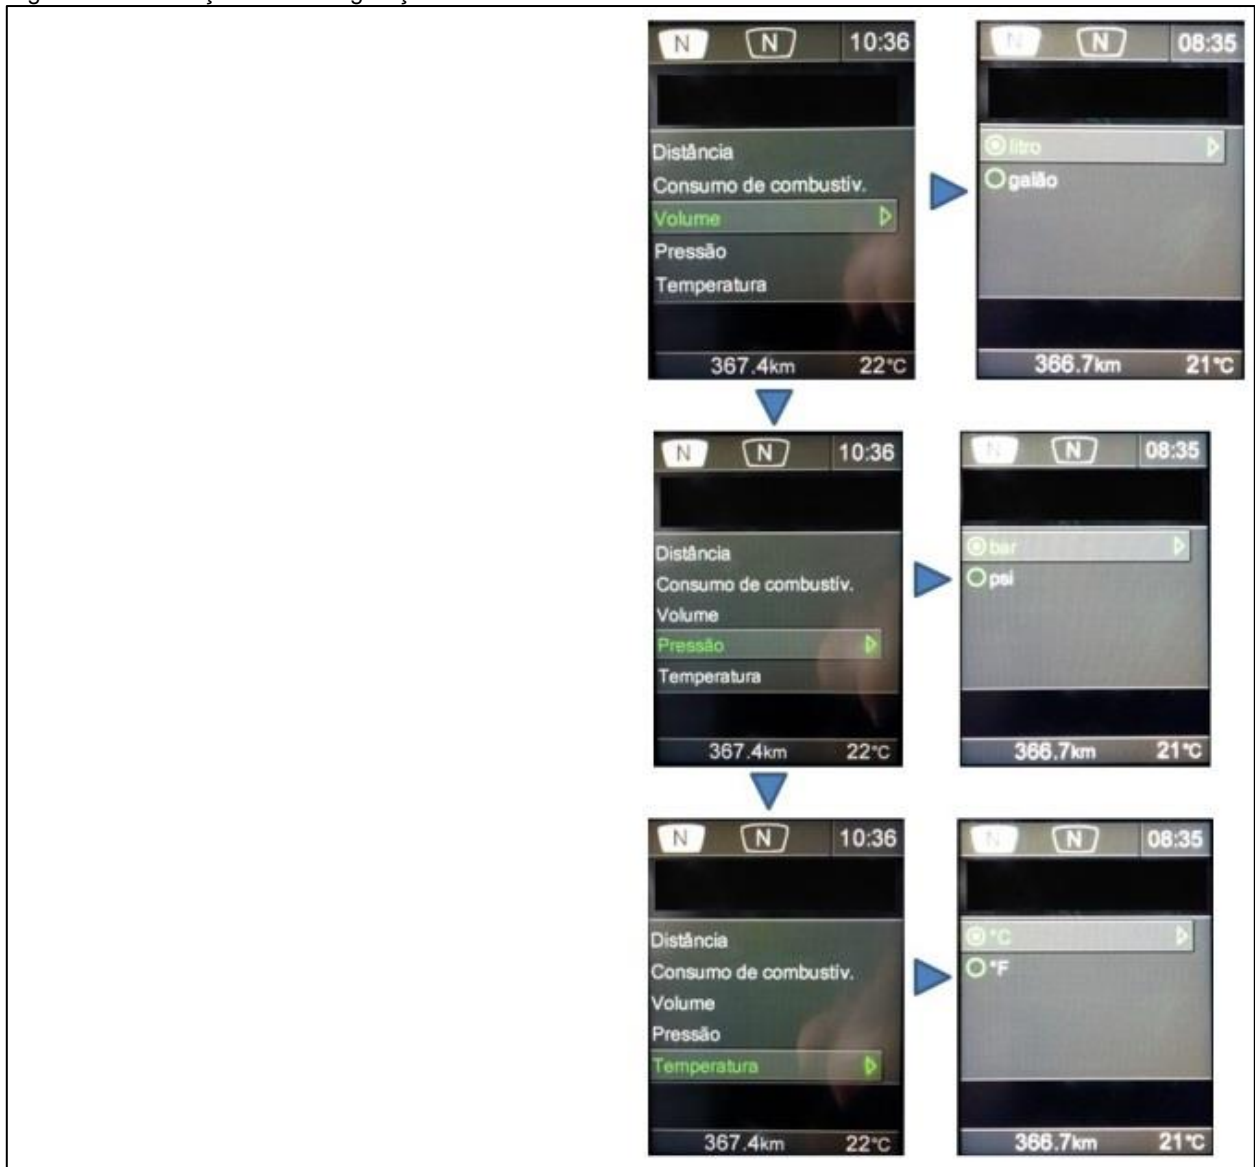 N N 10:36
Distância
Consumo de combustív.
Volume
Pressão
Temperatura
367.4km 22°C
N N 08:35
litro
galão
366.7km 21°C
N N 10:36
Distância
Consumo de combustív.
Volume
Pressão
Temperatura
367.4km 22°C
N N 08:35
bar
psi
366.7km 21°C
N N 10:36
Distância
Consumo de combustív.
Volume
Pressão
Temperatura
367.4km 22°C
N N 08:35
°C
°F
366.7km 21°C